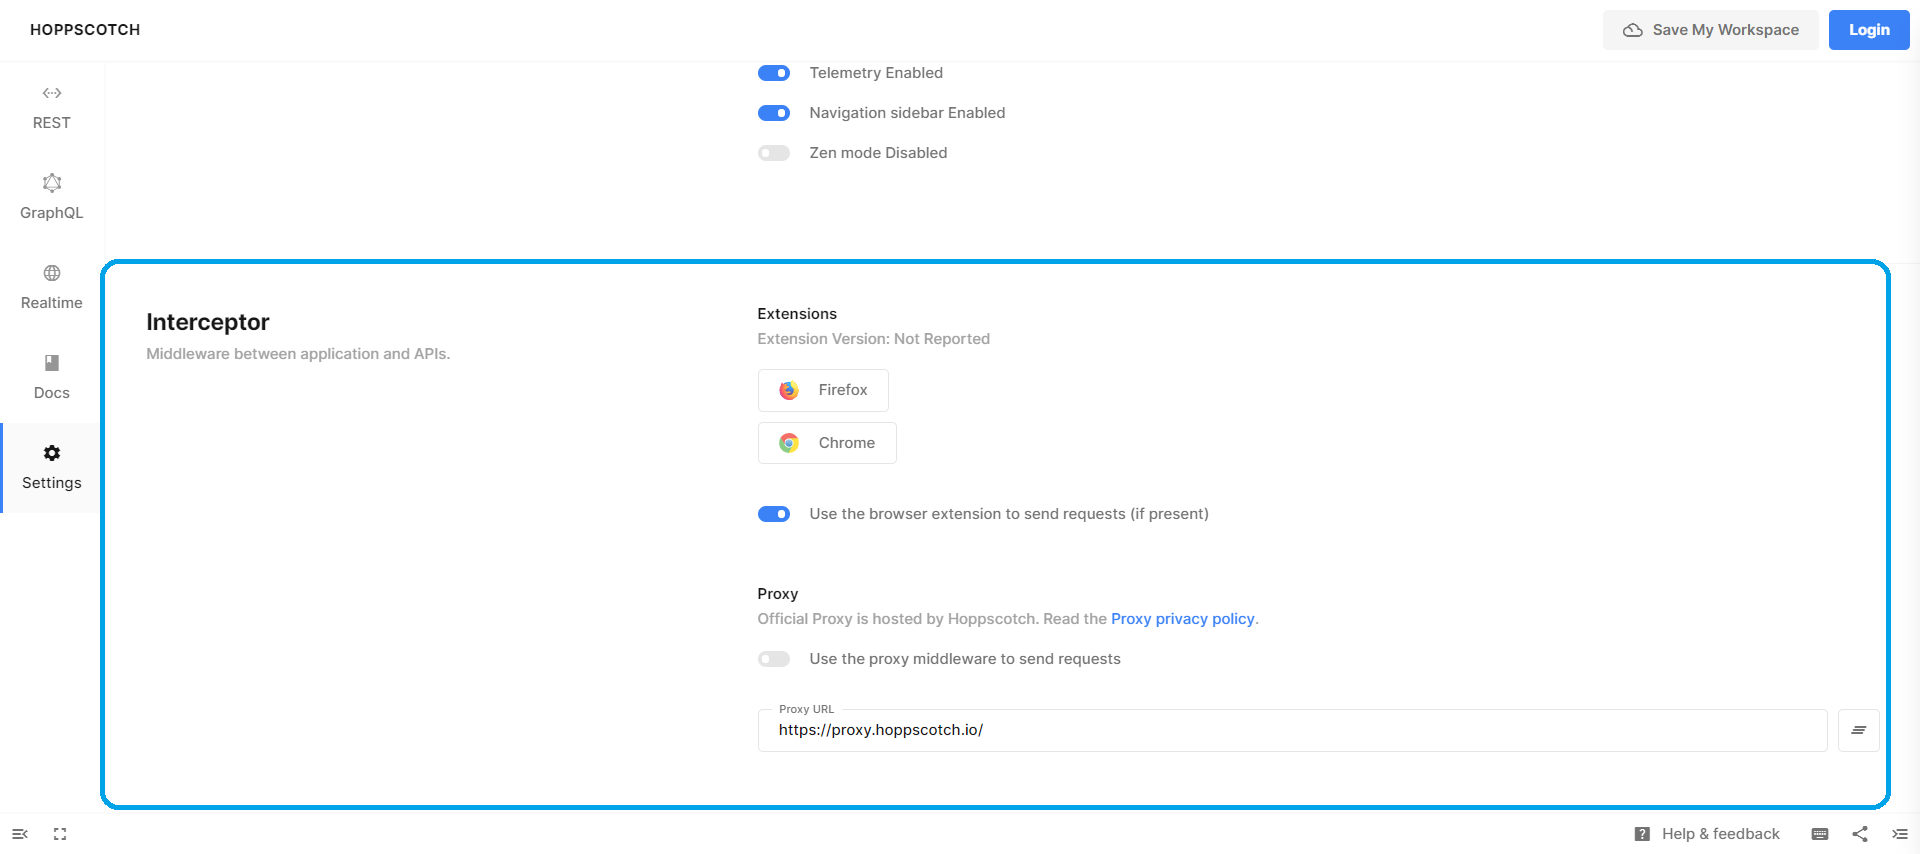 HOPPSCOTCH
Save My Workspace
Login
REST
GraphQL
Realtime
Docs
Settings
Telemetry Enabled
Navigation sidebar Enabled
Zen mode Disabled
Interceptor
Middleware between application and APIs.
Extensions
Extension Version: Not Reported
Firefox
Chrome
Use the browser extension to send requests (if present)
Proxy
Official Proxy is hosted by Hoppscotch. Read the Proxy privacy policy.
Use the proxy middleware to send requests
Proxy URL
https://proxy.hoppscotch.io/
Help & feedback